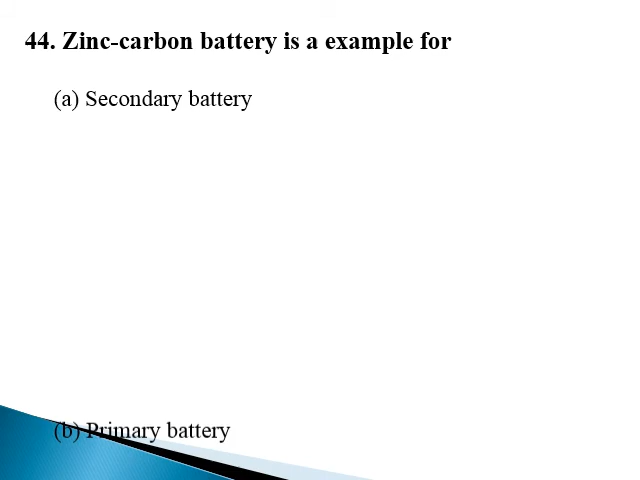 44. Zinc-carbon battery is a example for
(a) Secondary battery
(b) Primary battery